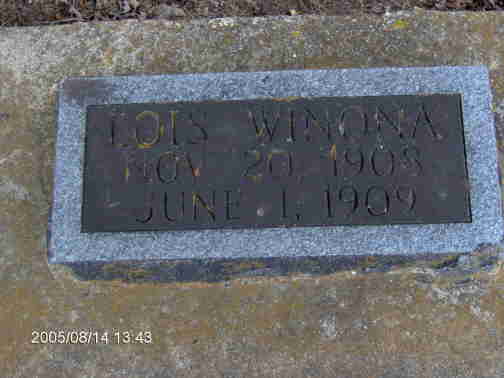 LOIS WINONA
NOV 20, 1908
JUNE 1, 1909
2005/08/14 13:43